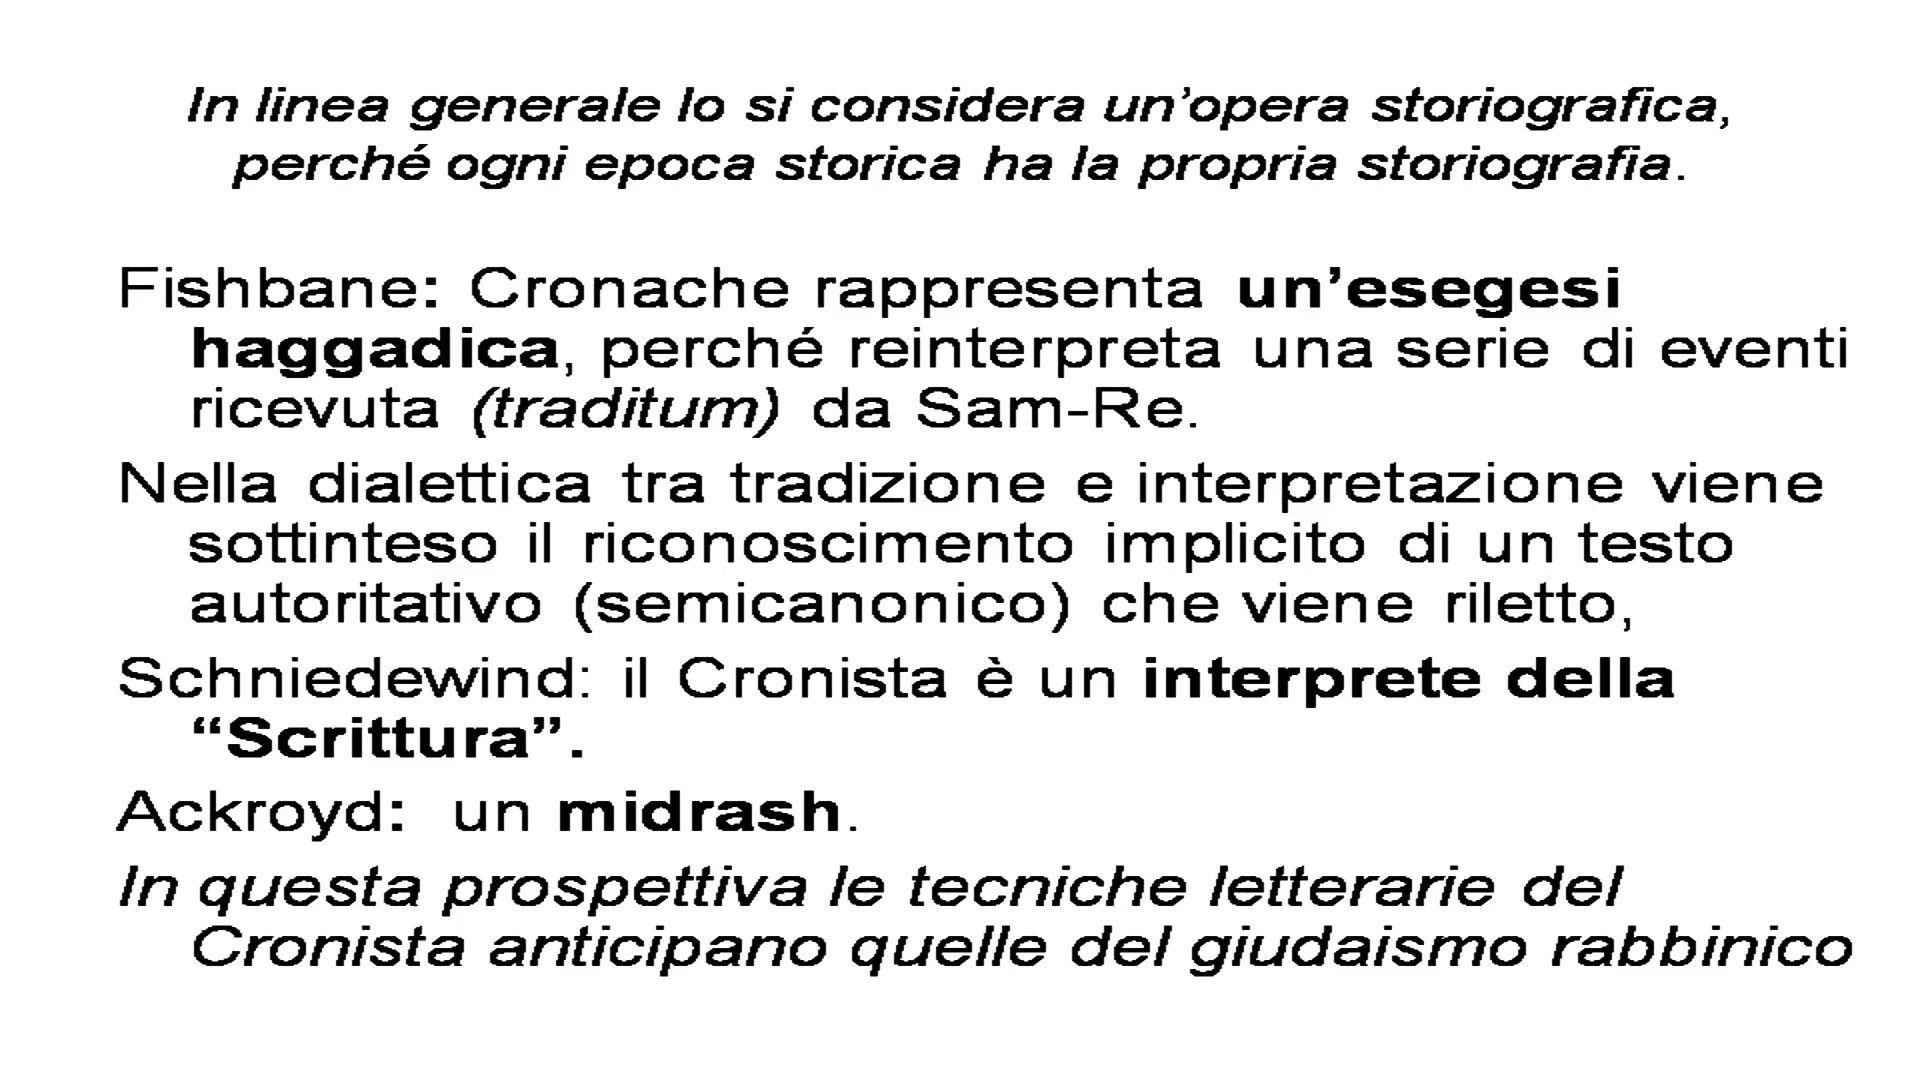 In linea generale lo si considera un’opera storiografica,
perché ogni epoca storica ha la propria storiografia.
Fishbane: Cronache rappresenta un’esegesi
haggadica, perché reinterpreta una serie di eventi
ricevuta (traditum) da Sam-Re.
Nella dialettica tra tradizione e interpretazione viene
sottinteso il riconoscimento implicito di un testo
autoritativo (semicanonico) che viene riletto,
Schniedewind: il Cronista è un interprete della
“Scrittura”.
Ackroyd: un midrash.
In questa prospettiva le tecniche letterarie del
Cronista anticipano quelle del giudaismo rabbinico